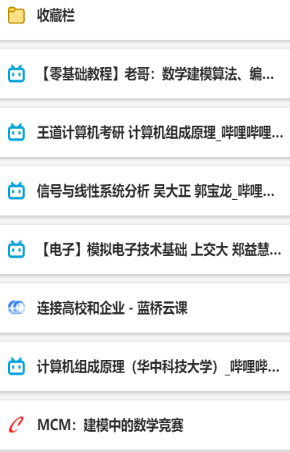 收藏栏
【零基础教程】老哥：数学建模算法、编...
王道计算机考研 计算机组成原理_哔哩哔哩...
信号与线性系统分析 吴大正 郭宝龙_哔哩...
【电子】模拟电子技术基础 上交大 郑益慧...
连接高校和企业 - 蓝桥云课
计算机组成原理（华中科技大学）_哔哩哔...
MCM：建模中的数学竞赛